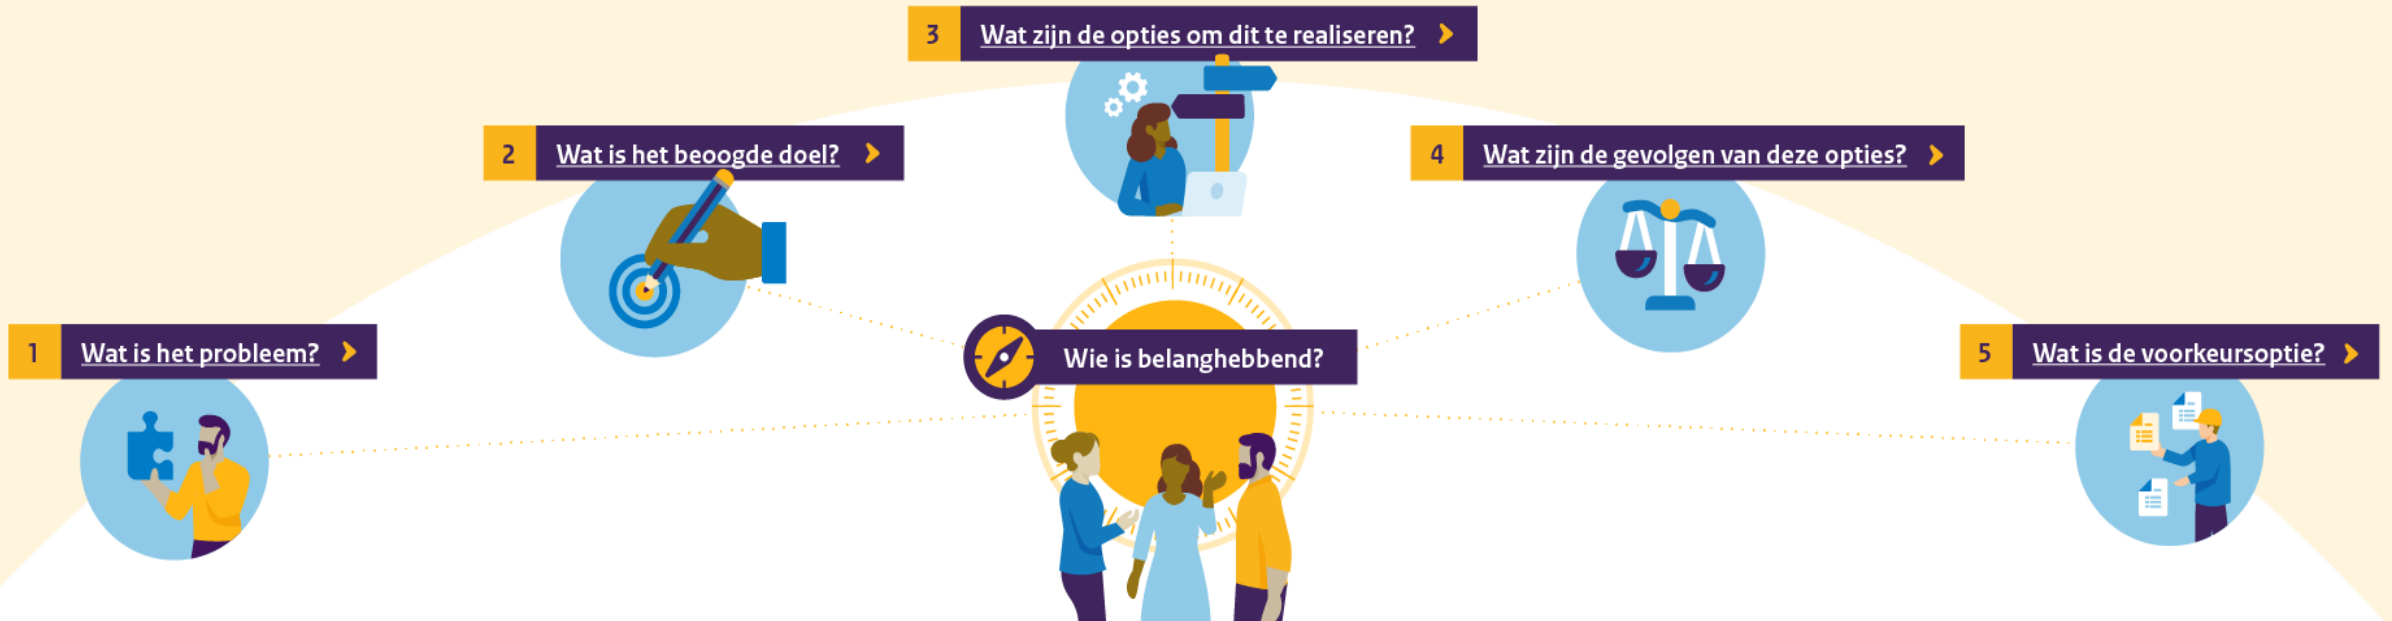 1 Wat is het probleem?
2 Wat is het beoogde doel?
3 Wat zijn de opties om dit te realiseren?
4 Wat zijn de gevolgen van deze opties?
5 Wat is de voorkeursoptie?
Wie is belanghebbend?